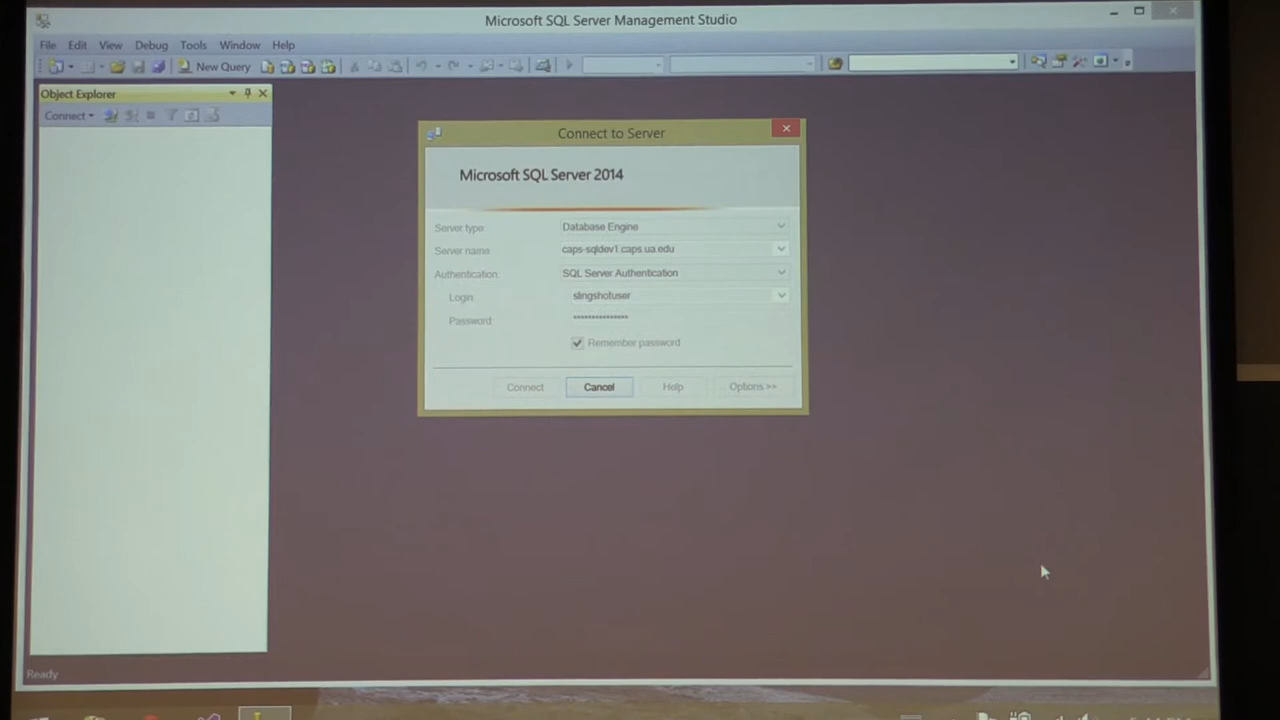 Microsoft SQL Server Management Studio
File Edit View Debug Tools Window Help
New Query
Object Explorer
Connect
Connect to Server
Microsoft SQL Server 2014
Server type: Database Engine
Server name: caps-sqldev1.caps.ua.edu
Authentication: SQL Server Authentication
Login: slingshotuser
Password: ***************
Remember password
Connect Cancel Help Options >>
Ready